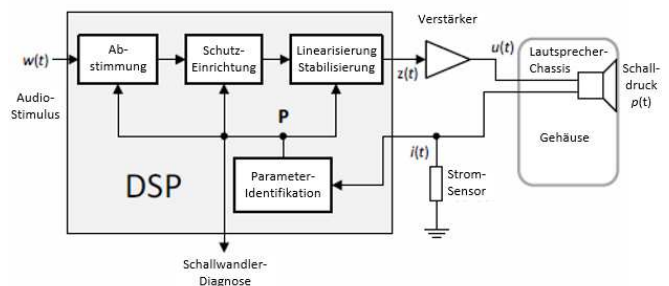 Verstärker
w(t)
Ab-
stimmung
Schutz-
Einrichtung
Linearisierung
Stabilisierung
z(t)
u(t)
Lautsprecher-
Chassis
Schall-
druck
p(t)
Audio-
Stimulus
P
i(t)
Gehäuse
DSP
Parameter-
Identifikation
Strom-
Sensor
Schallwandler-
Diagnose